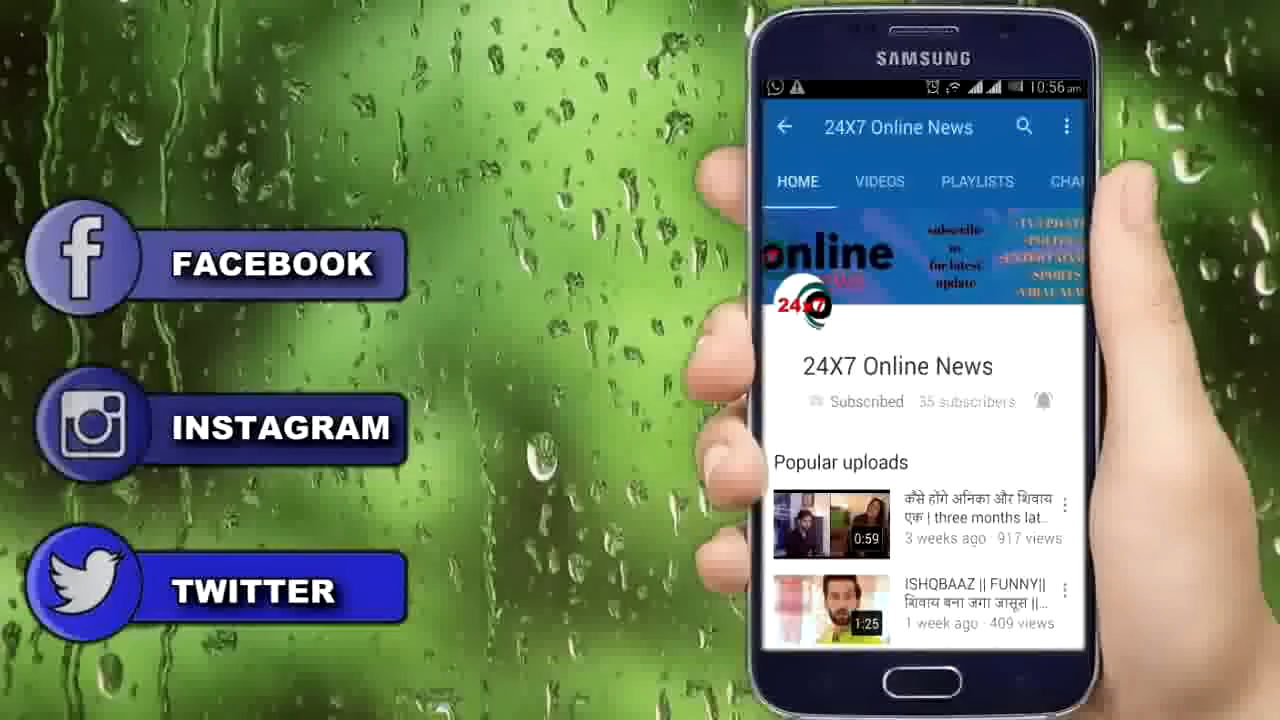 FACEBOOK
INSTAGRAM
TWITTER
SAMSUNG
10:56 am
24X7 Online News
HOME VIDEOS PLAYLISTS CHA
online
subscribe
us
for latest
update
SPORTS
24x7
24X7 Online News
Subscribed 35 subscribers
Popular uploads
कैसे होंगे अनिका और शिवाय
एक | three months lat..
3 weeks ago · 917 views
0:59
ISHQBAAZ || FUNNY||
शिवाय बना जगा जासूस ||...
1 week ago · 409 views
1:25